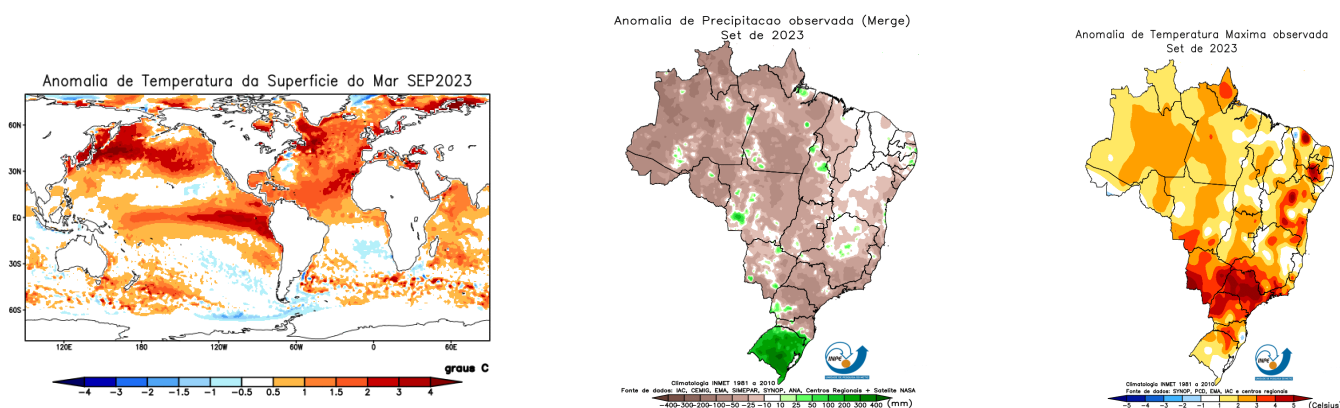 Anomalia de Temperatura da Superficie do Mar SEP2023
60N
30N
EQ
30S
60S
120E 180 120W 60W 0 60E
graus C
-4 -3 -2 -1.5 -1 -0.5 0.5 1 1.5 2 3 4
Anomalia de Precipitacao observada (Merge)
Set de 2023
INPE
Climatologia INMET 1981 a 2010
Fonte de dados: IAC, CEMIG, EMA, SIMEPAR, SYNOP, ANA, Centros Regionais + Satelite NASA
-400-300-200-100-50 -25 -10 10 25 50 100 200 300 400 (mm)
Anomalia de Temperatura Maxima observada
Set de 2023
INPE
Climatologia INMET 1981 a 2010
Fonte de dados: SYNOP, PCD, EMA, IAC e centros regionais
-5 -4 -3 -2 -1 1 2 3 4 5 (Celsius